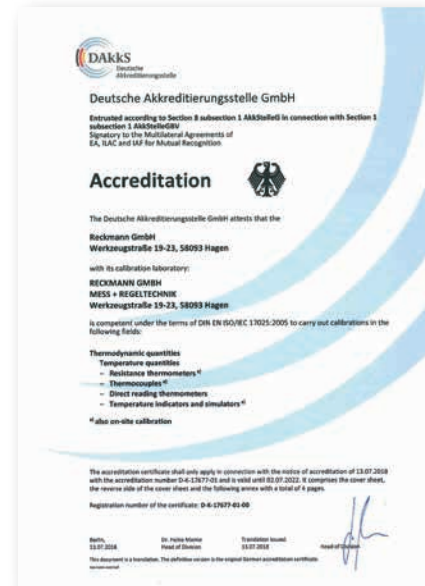 DAkkS
Deutsche
Akkreditierungsstelle
Deutsche Akkreditierungsstelle GmbH
Entrusted according to Section 8 subsection 1 AkkStelleG in connection with Section 1
subsection 1 AkkStelleGBV
Signatory to the Multilateral Agreements of
EA, ILAC and IAF for Mutual Recognition
Accreditation
The Deutsche Akkreditierungsstelle GmbH attests that the
Reckmann GmbH
Werkzeugstraße 19-23, 58093 Hagen
with its calibration laboratory:
RECKMANN GMBH
MESS + REGELTECHNIK
Werkzeugstraße 19-23, 58093 Hagen
is competent under the terms of DIN EN ISO/IEC 17025:2005 to carry out calibrations in the
following fields:
Thermodynamic quantities
Temperature quantities
– Resistance thermometers a)
– Thermocouples a)
– Direct reading thermometers
– Temperature indicators and simulators a)
a) also on-site calibration
The accreditation certificate shall only apply in connection with the notice of accreditation of 13.07.2018
with the accreditation number D-K-17677-01 and is valid until 02.07.2022. It comprises the cover sheet,
the reverse side of the cover sheet and the following annex with a total of 4 pages.
Registration number of the certificate: D-K-17677-01-00
Berlin,
13.07.2018
Dr. Heike Manke
Head of Division
Translation issued
13.07.2018
Head of Division
This document is a translation. The definitive version is the original German accreditation certificate.